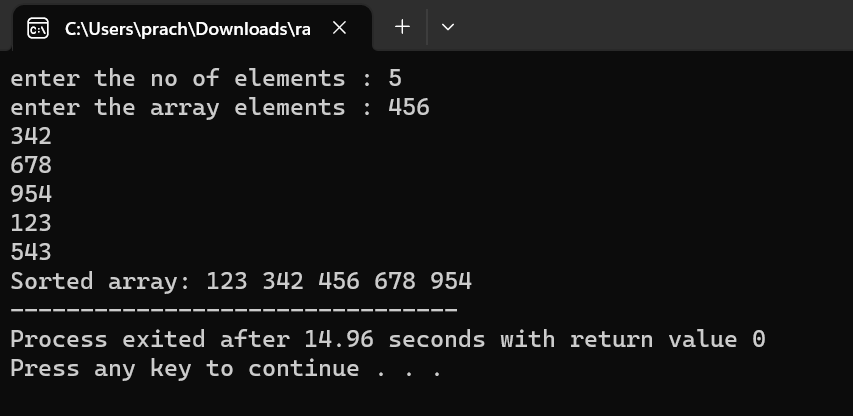 C:\Users\prach\Downloads\ra
enter the no of elements : 5
enter the array elements : 456
342
678
954
123
543
Sorted array: 123 342 456 678 954
--------------------------------
Process exited after 14.96 seconds with return value 0
Press any key to continue . . .